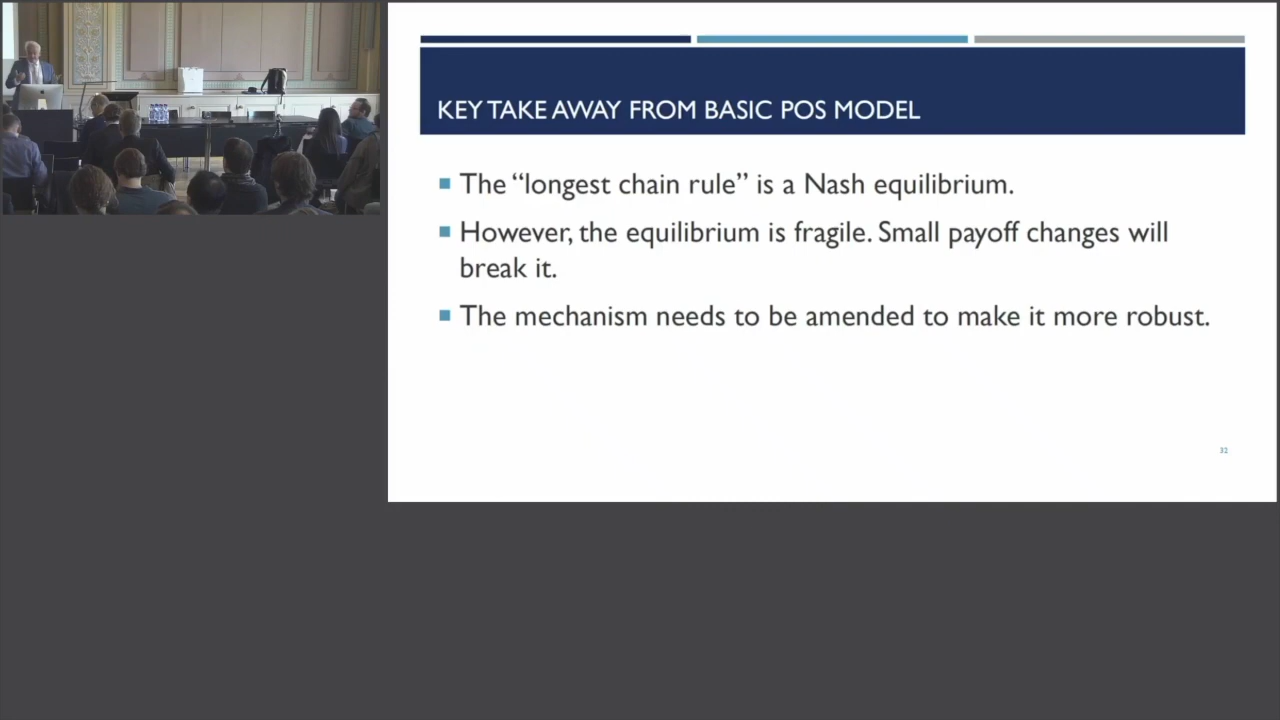 KEY TAKE AWAY FROM BASIC POS MODEL
The “longest chain rule” is a Nash equilibrium.
However, the equilibrium is fragile. Small payoff changes will
break it.
The mechanism needs to be amended to make it more robust.
32